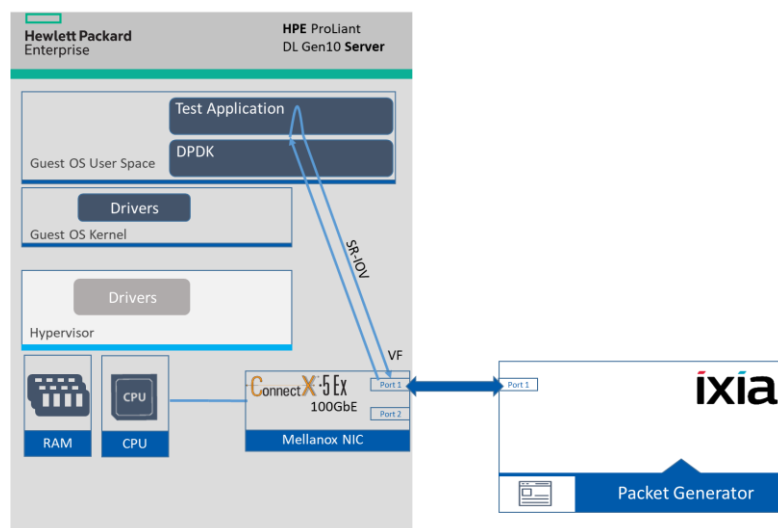 Hewlett Packard
Enterprise
HPE ProLiant
DL Gen10 Server
Test Application
DPDK
Guest OS User Space
Drivers
Guest OS Kernel
SR-IOV
Drivers
Hypervisor
VF
CPU
RAM
CPU
ConnectX·5 Ex
100GbE
Port 1
Port 2
Mellanox NIC
Port 1
ixia
Packet Generator